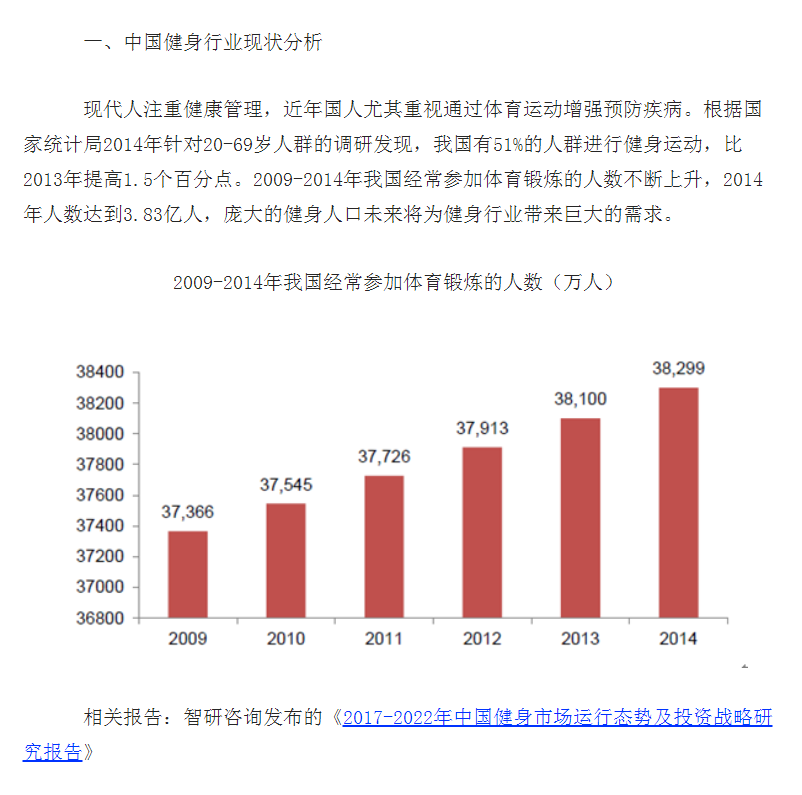 一、中国健身行业现状分析
现代人注重健康管理，近年国人尤其重视通过体育运动增强预防疾病。根据国
家统计局2014年针对20-69岁人群的调研发现，我国有51%的人群进行健身运动，比
2013年提高1.5个百分点。2009-2014年我国经常参加体育锻炼的人数不断上升，2014
年人数达到3.83亿人，庞大的健身人口未来将为健身行业带来巨大的需求。
2009-2014年我国经常参加体育锻炼的人数（万人）
38400
38200
38000
37800
37600
37400
37200
37000
36800
37,366
37,545
37,726
37,913
38,100
38,299
2009 2010 2011 2012 2013 2014
相关报告：智研咨询发布的《2017-2022年中国健身市场运行态势及投资战略研
究报告》